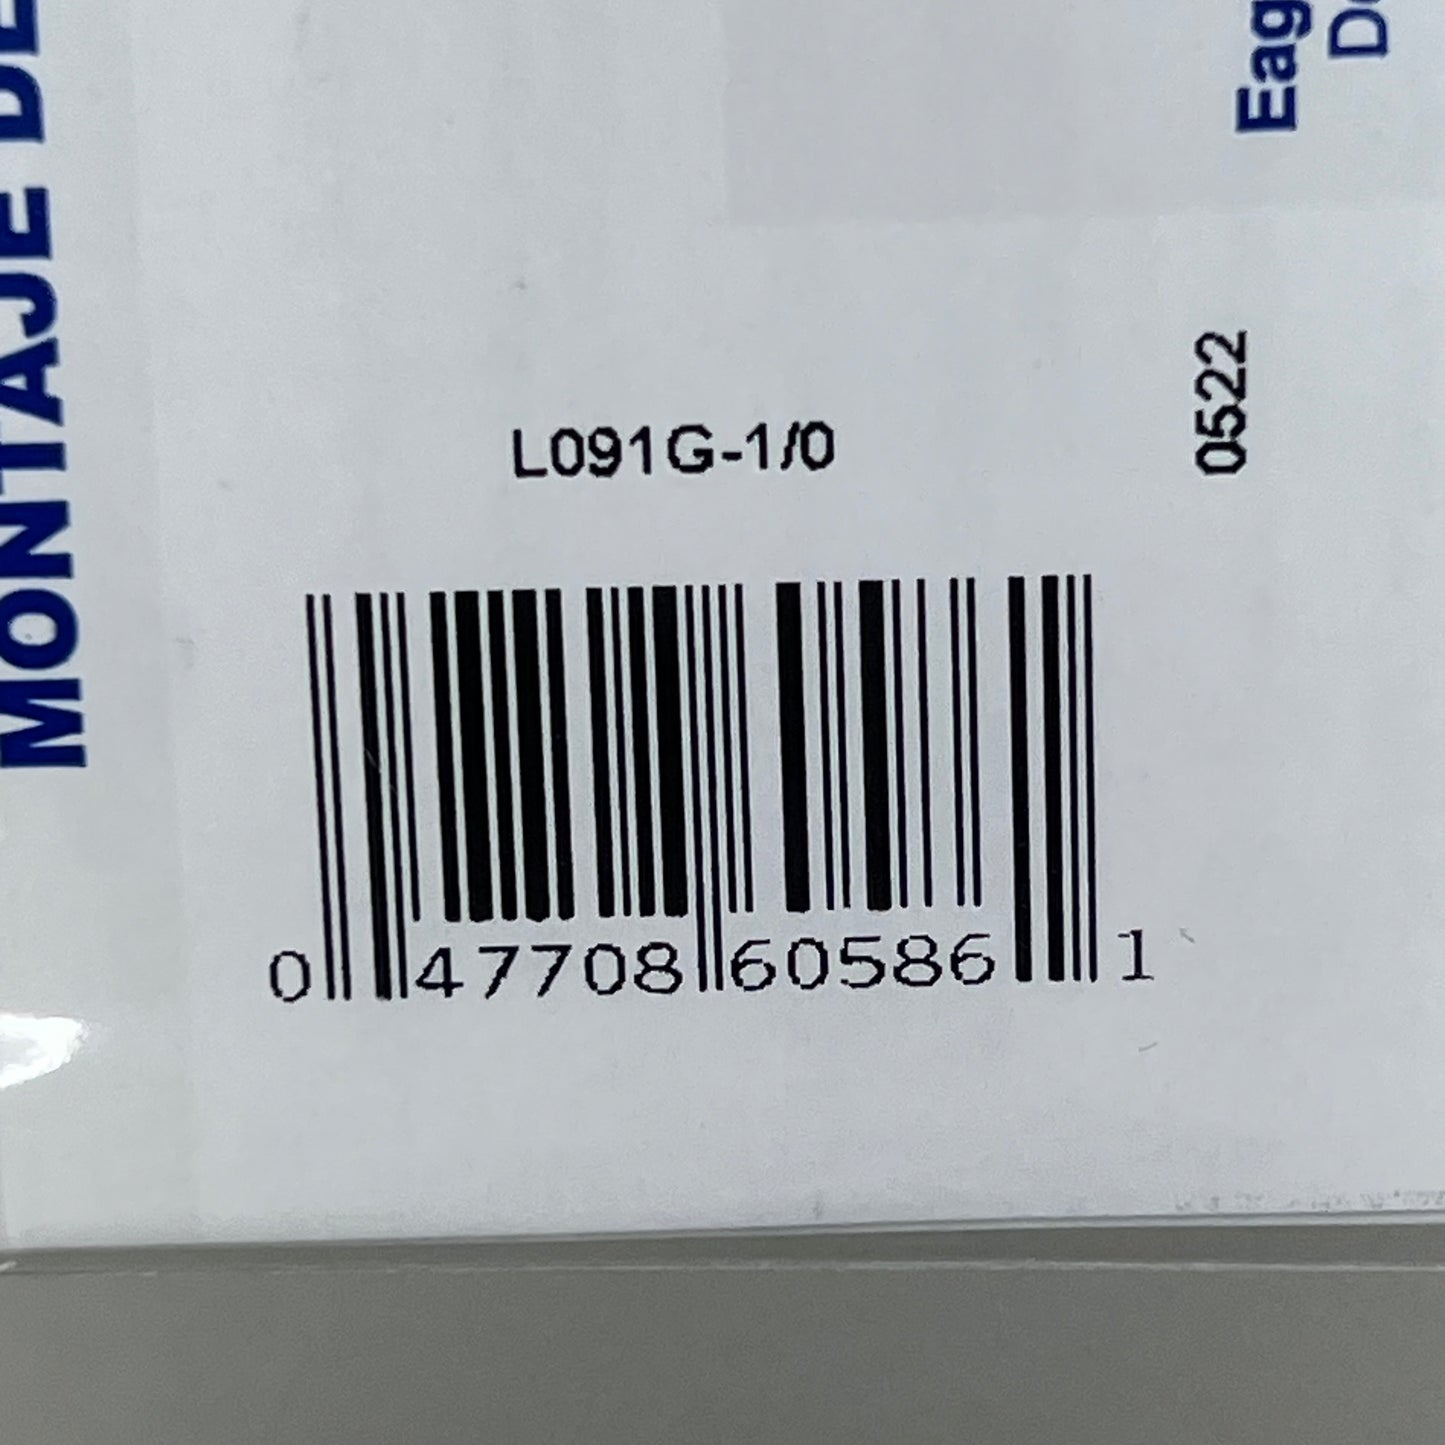 MONTAJE DE
Eag
L091G-1/0
0522
0 47708 60586 1